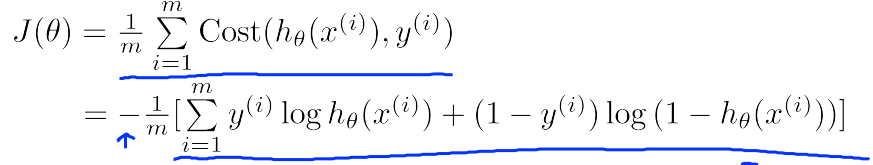 J(θ) = 1/m ∑_{i=1}^{m} Cost(h_θ(x^{(i)}), y^{(i)})
= −1/m [∑_{i=1}^{m} y^{(i)} log h_θ(x^{(i)}) + (1 − y^{(i)}) log (1 − h_θ(x^{(i)}))]